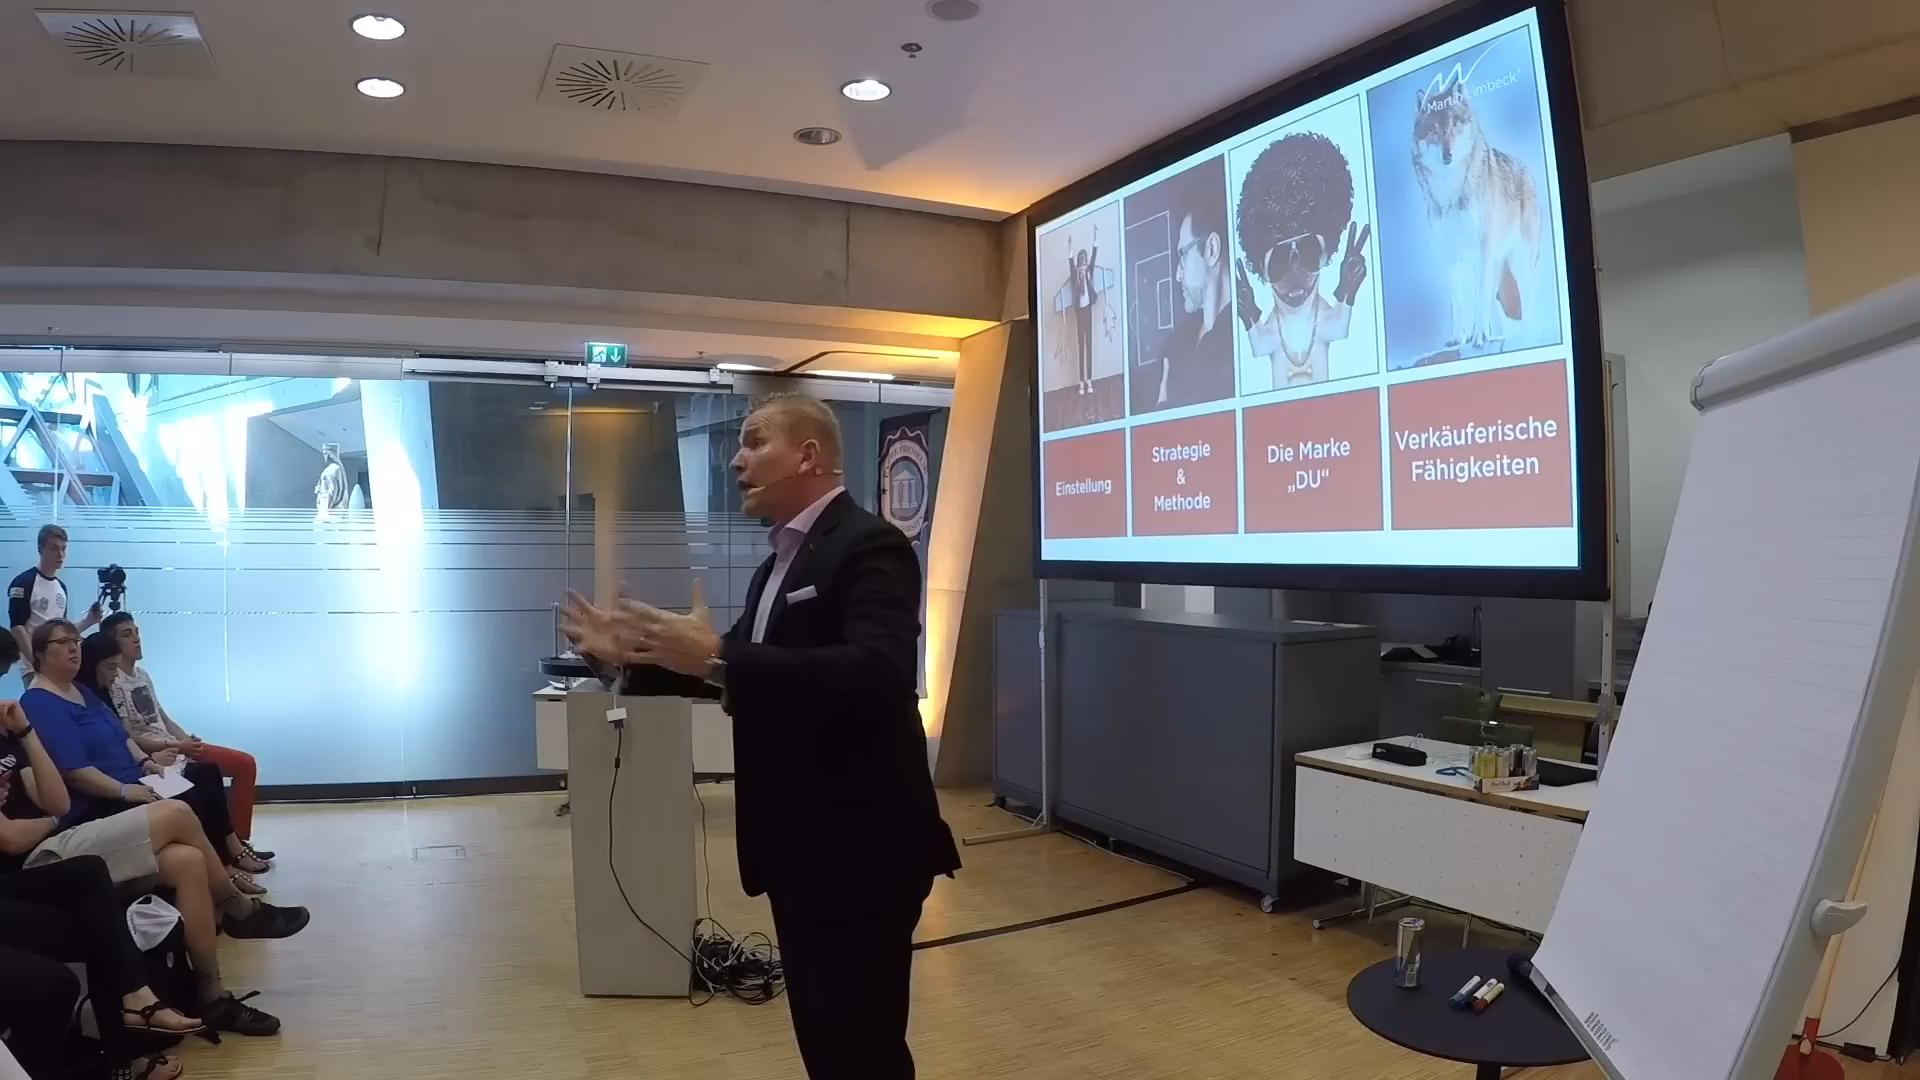 Martin Limbeck®
Einstellung
Strategie
&
Methode
Die Marke
„DU“
Verkäuferische
Fähigkeiten